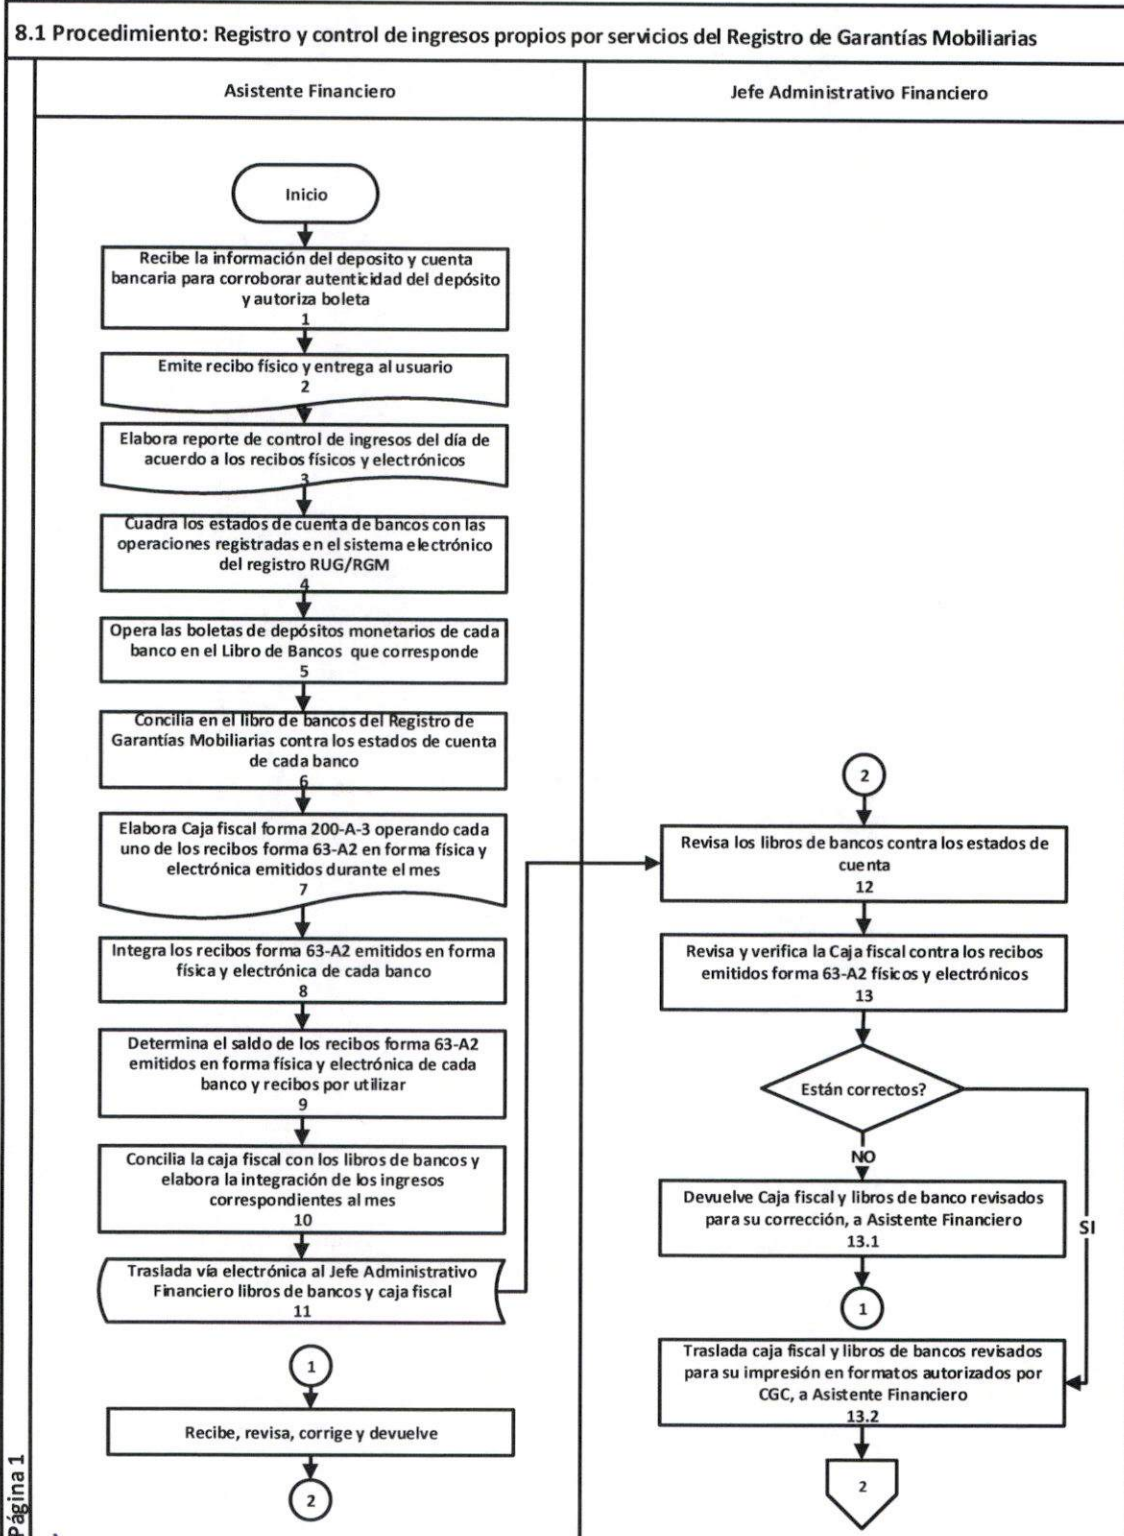 8.1 Procedimiento: Registro y control de ingresos propios por servicios del Registro de Garantías Mobiliarias
Asistente Financiero
Jefe Administrativo Financiero
Inicio
Recibe la información del deposito y cuenta
bancaria para corroborar autenticidad del depósito
y autoriza boleta
1
Emite recibo físico y entrega al usuario
2
Elabora reporte de control de ingresos del día de
acuerdo a los recibos físicos y electrónicos
3
Cuadra los estados de cuenta de bancos con las
operaciones registradas en el sistema electrónico
del registro RUG/RGM
4
Opera las boletas de depósitos monetarios de cada
banco en el Libro de Bancos que corresponde
5
Concilia en el libro de bancos del Registro de
Garantías Mobiliarias contra los estados de cuenta
de cada banco
6
Elabora Caja fiscal forma 200-A-3 operando cada
uno de los recibos forma 63-A2 en forma física y
electrónica emitidos durante el mes
7
Integra los recibos forma 63-A2 emitidos en forma
física y electrónica de cada banco
8
Determina el saldo de los recibos forma 63-A2
emitidos en forma física y electrónica de cada
banco y recibos por utilizar
9
Concilia la caja fiscal con los libros de bancos y
elabora la integración de los ingresos
correspondientes al mes
10
Traslada vía electrónica al Jefe Administrativo
Financiero libros de bancos y caja fiscal
11
1
Recibe, revisa, corrige y devuelve
2
2
Revisa los libros de bancos contra los estados de
cuenta
12
Revisa y verifica la Caja fiscal contra los recibos
emitidos forma 63-A2 físicos y electrónicos
13
Están correctos?
NO
SI
Devuelve Caja fiscal y libros de banco revisados
para su corrección, a Asistente Financiero
13.1
1
Traslada caja fiscal y libros de bancos revisados
para su impresión en formatos autorizados por
CGC, a Asistente Financiero
13.2
2
Página 1